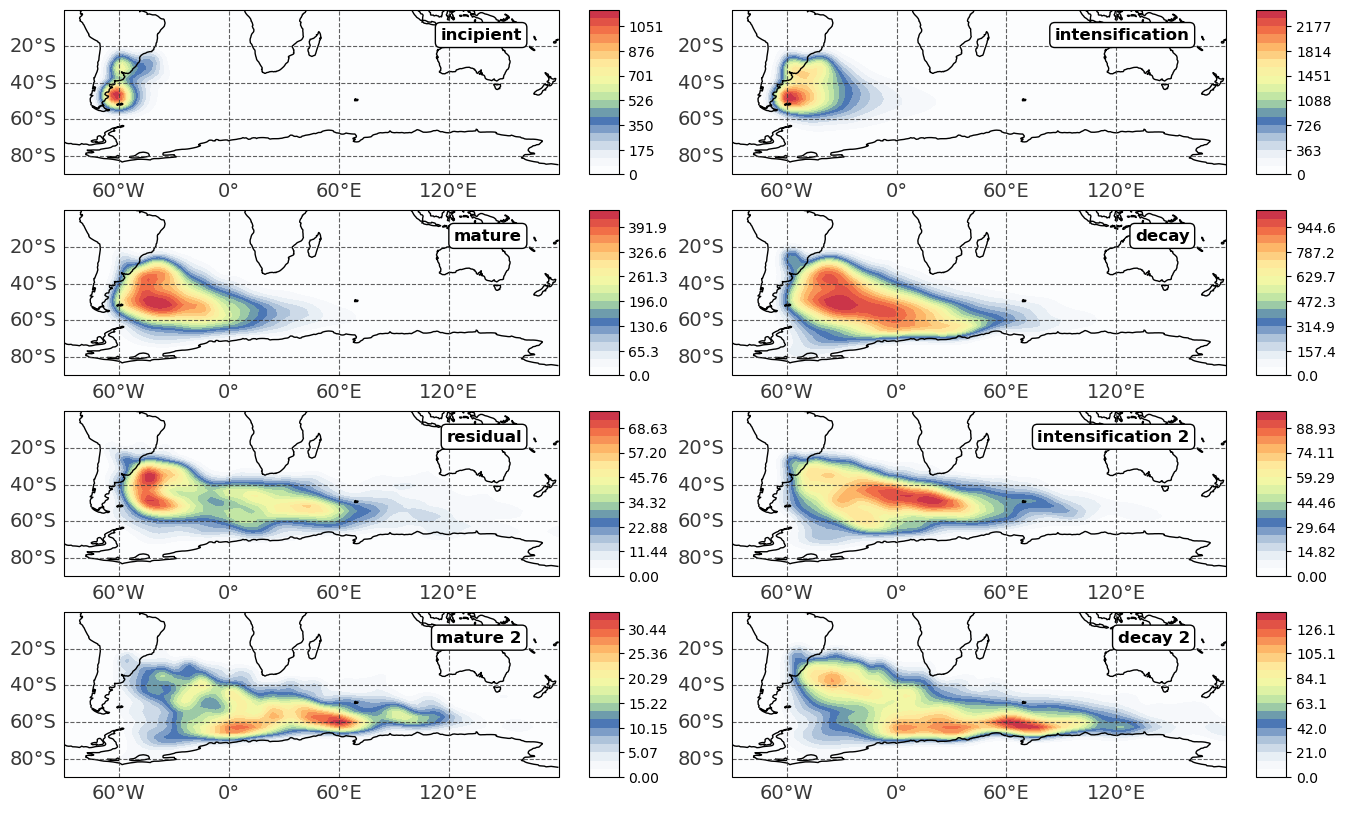 incipient
20°S
40°S
60°S
80°S
60°W 0° 60°E 120°E
1051
876
701
526
350
175
0
intensification
20°S
40°S
60°S
80°S
60°W 0° 60°E 120°E
2177
1814
1451
1088
726
363
0
mature
20°S
40°S
60°S
80°S
60°W 0° 60°E 120°E
391.9
326.6
261.3
196.0
130.6
65.3
0.0
decay
20°S
40°S
60°S
80°S
60°W 0° 60°E 120°E
944.6
787.2
629.7
472.3
314.9
157.4
0.0
residual
20°S
40°S
60°S
80°S
60°W 0° 60°E 120°E
68.63
57.20
45.76
34.32
22.88
11.44
0.00
intensification 2
20°S
40°S
60°S
80°S
60°W 0° 60°E 120°E
88.93
74.11
59.29
44.46
29.64
14.82
0.00
mature 2
20°S
40°S
60°S
80°S
60°W 0° 60°E 120°E
30.44
25.36
20.29
15.22
10.15
5.07
0.00
decay 2
20°S
40°S
60°S
80°S
60°W 0° 60°E 120°E
126.1
105.1
84.1
63.1
42.0
21.0
0.0